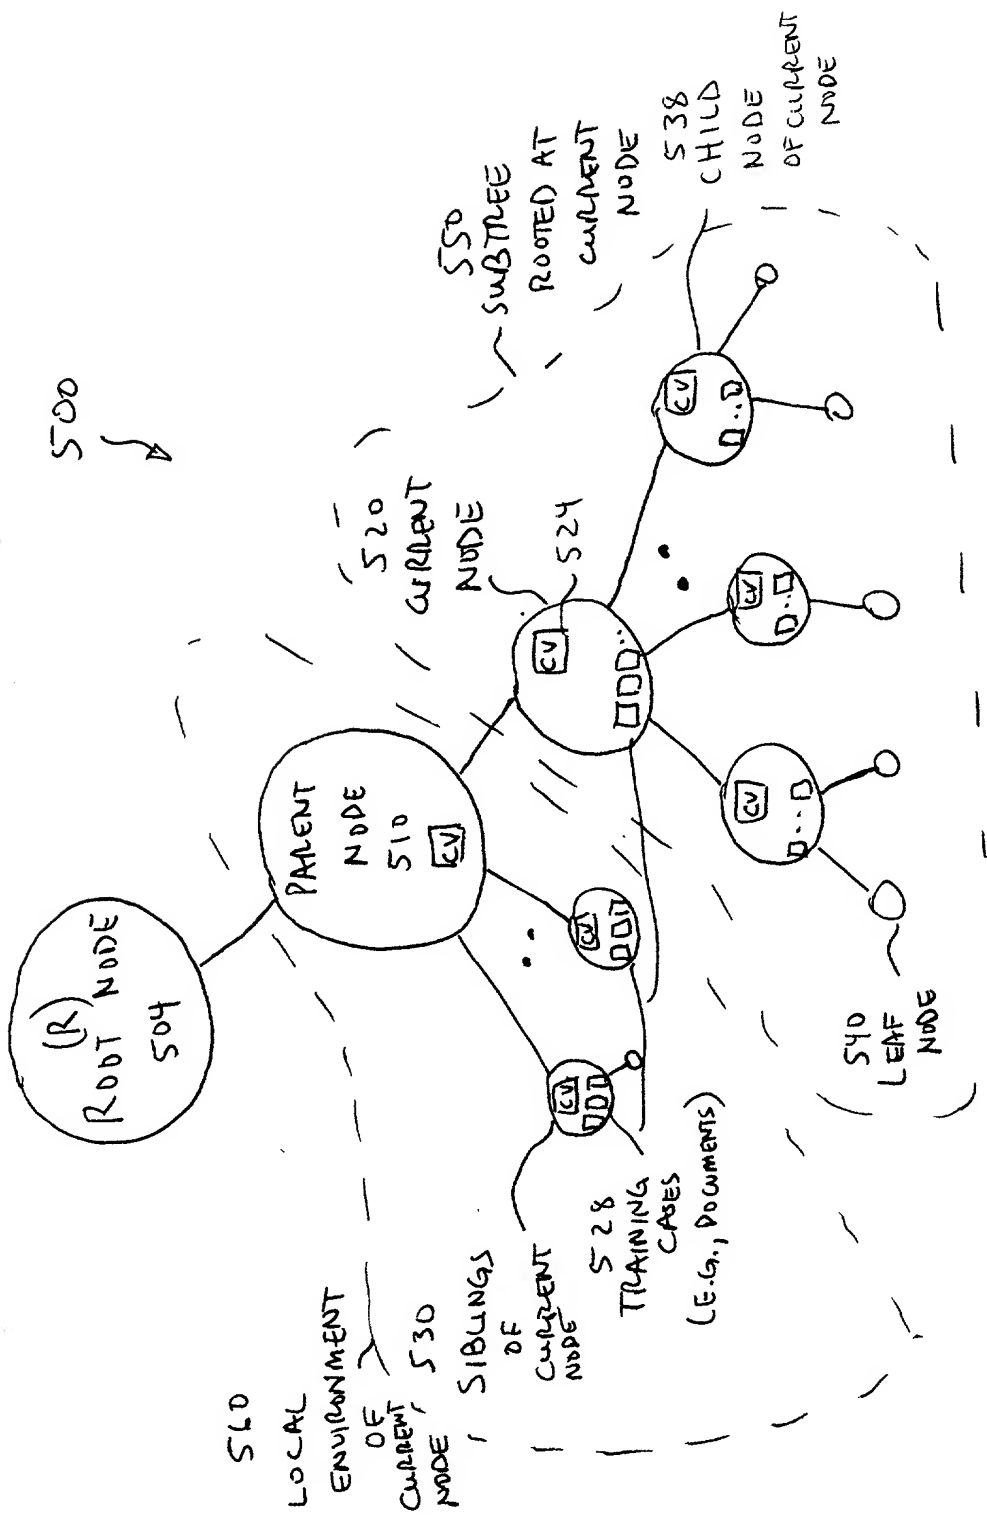 500
(R)
ROOT NODE
504
PARENT
NODE
510
CV
520
CURRENT
NODE
CV
524
550
SUBTREE
ROOTED AT
CURRENT
NODE
538
CHILD
NODE
OF CURRENT
NODE
CV
CV
CV
CV
CV
560
LOCAL
ENVIRONMENT
OF
CURRENT
NODE
530
SIBLINGS
OF
CURRENT
NODE
528
TRAINING
CASES
(E.G., DOCUMENTS)
540
LEAF
NODE